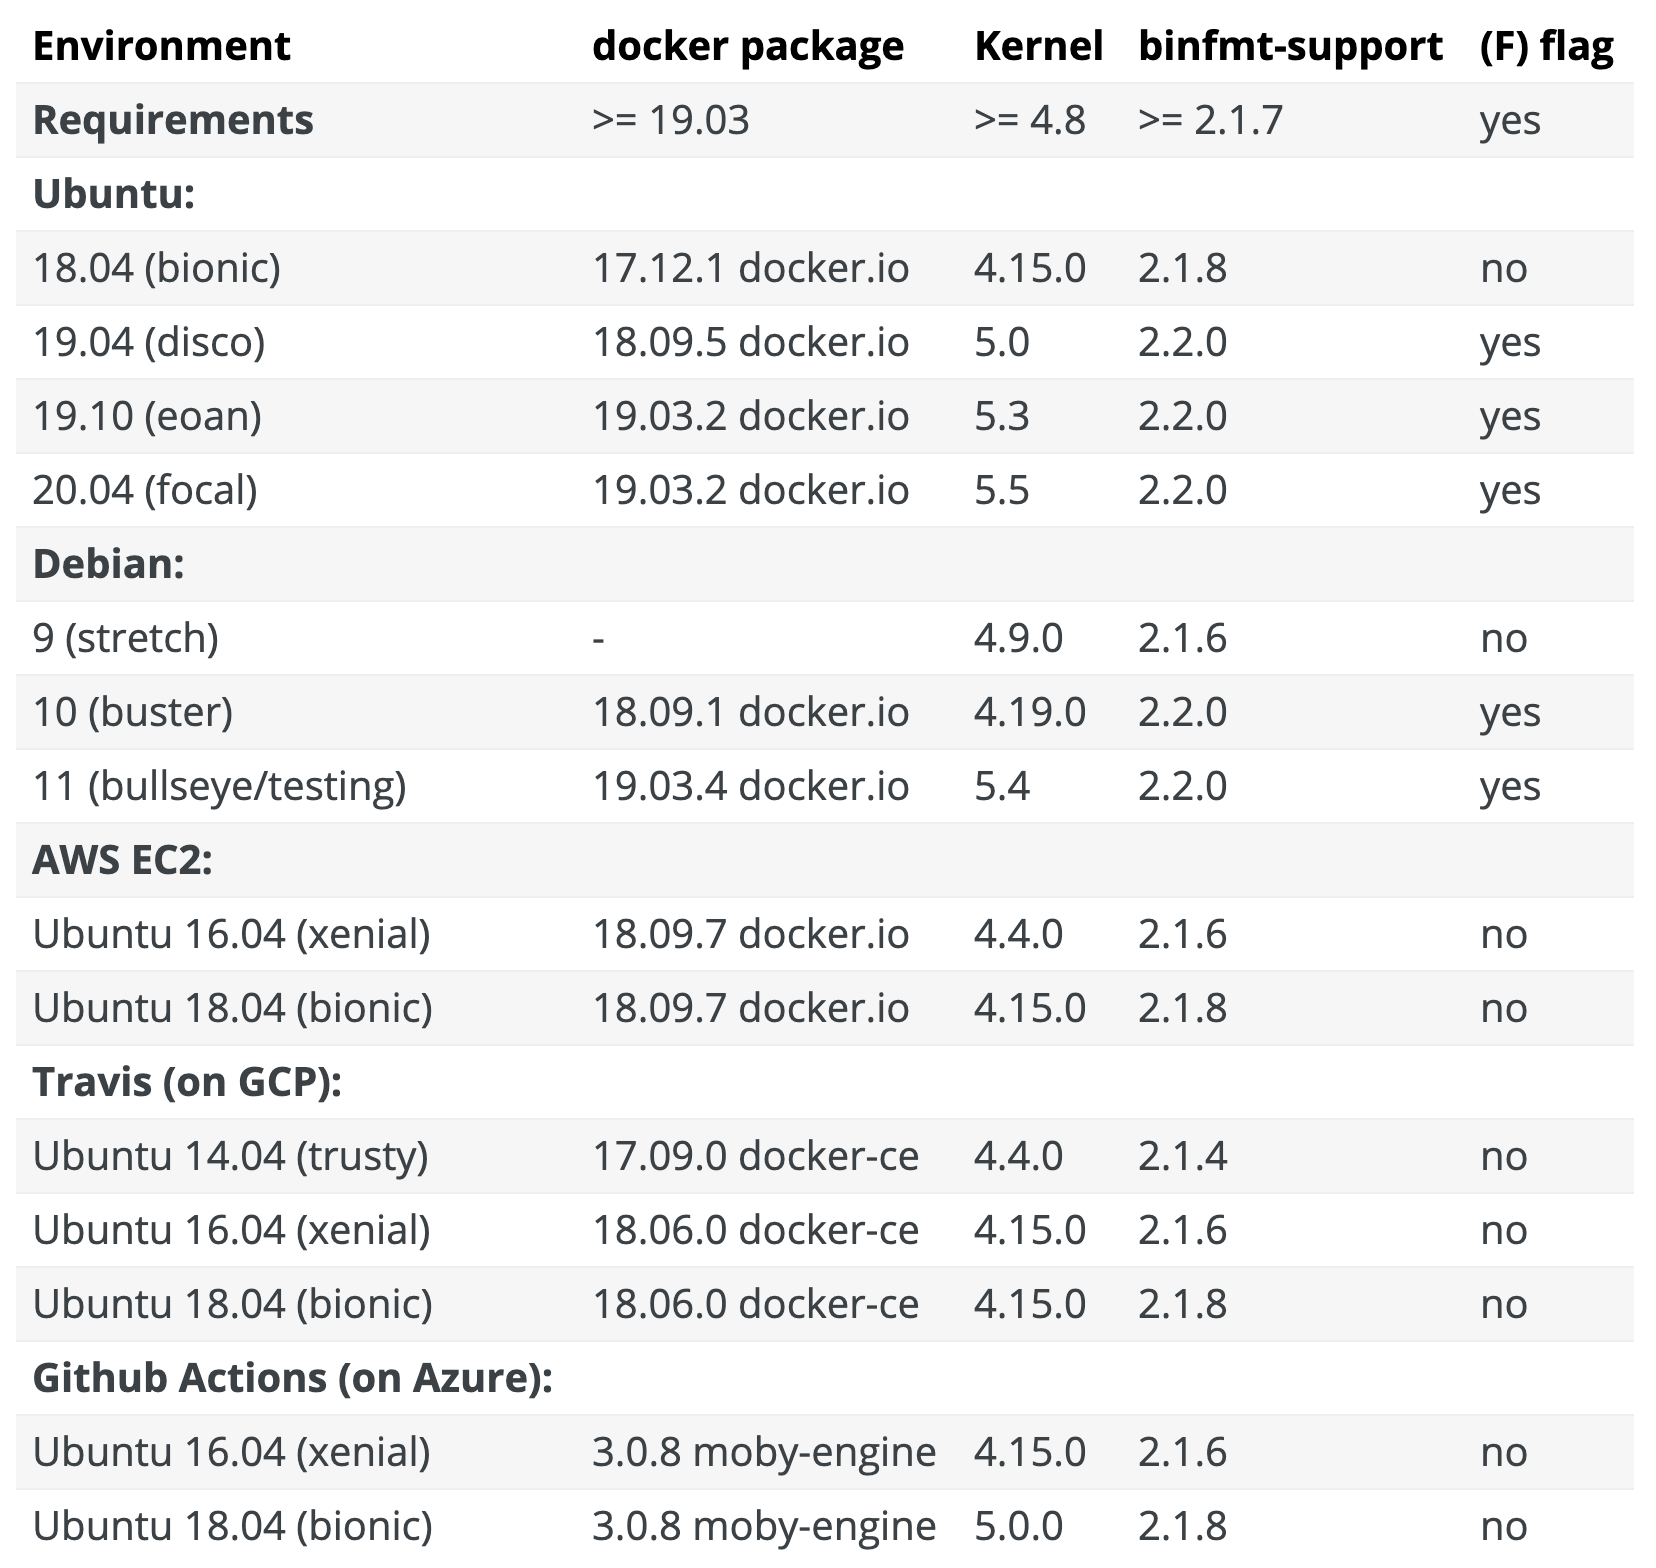 Environment docker package Kernel binfmt-support (F) flag
Requirements >= 19.03 >= 4.8 >= 2.1.7 yes
Ubuntu:
18.04 (bionic) 17.12.1 docker.io 4.15.0 2.1.8 no
19.04 (disco) 18.09.5 docker.io 5.0 2.2.0 yes
19.10 (eoan) 19.03.2 docker.io 5.3 2.2.0 yes
20.04 (focal) 19.03.2 docker.io 5.5 2.2.0 yes
Debian:
9 (stretch) - 4.9.0 2.1.6 no
10 (buster) 18.09.1 docker.io 4.19.0 2.2.0 yes
11 (bullseye/testing) 19.03.4 docker.io 5.4 2.2.0 yes
AWS EC2:
Ubuntu 16.04 (xenial) 18.09.7 docker.io 4.4.0 2.1.6 no
Ubuntu 18.04 (bionic) 18.09.7 docker.io 4.15.0 2.1.8 no
Travis (on GCP):
Ubuntu 14.04 (trusty) 17.09.0 docker-ce 4.4.0 2.1.4 no
Ubuntu 16.04 (xenial) 18.06.0 docker-ce 4.15.0 2.1.6 no
Ubuntu 18.04 (bionic) 18.06.0 docker-ce 4.15.0 2.1.8 no
Github Actions (on Azure):
Ubuntu 16.04 (xenial) 3.0.8 moby-engine 4.15.0 2.1.6 no
Ubuntu 18.04 (bionic) 3.0.8 moby-engine 5.0.0 2.1.8 no